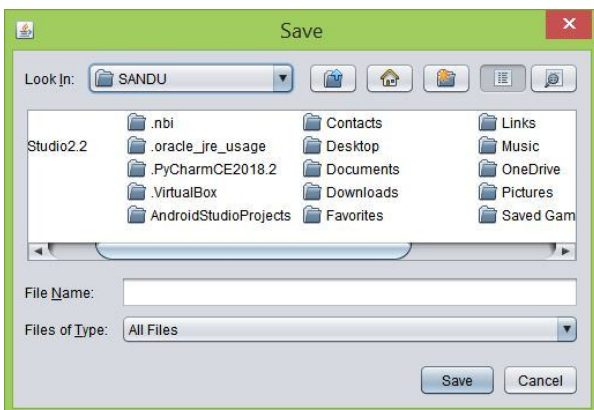 Save
Look In: SANDU
.nbi Contacts Links
Studio2.2 .oracle_jre_usage Desktop Music
.PyCharmCE2018.2 Documents OneDrive
.VirtualBox Downloads Pictures
AndroidStudioProjects Favorites Saved Gam
File Name:
Files of Type: All Files
Save Cancel